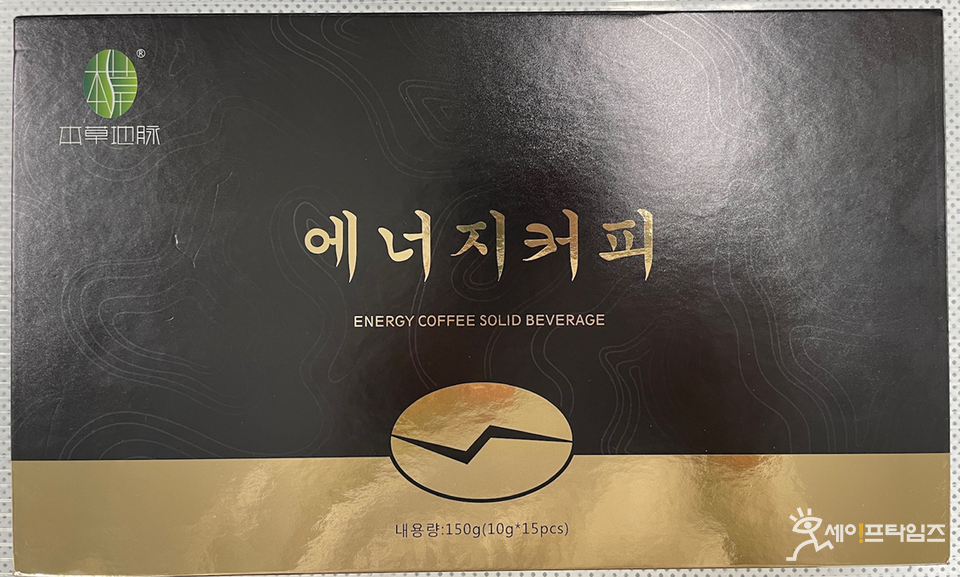 ®
本草地脉
에너지커피
ENERGY COFFEE SOLID BEVERAGE
내용량:150g(10g*15pcs)
세이프타임즈